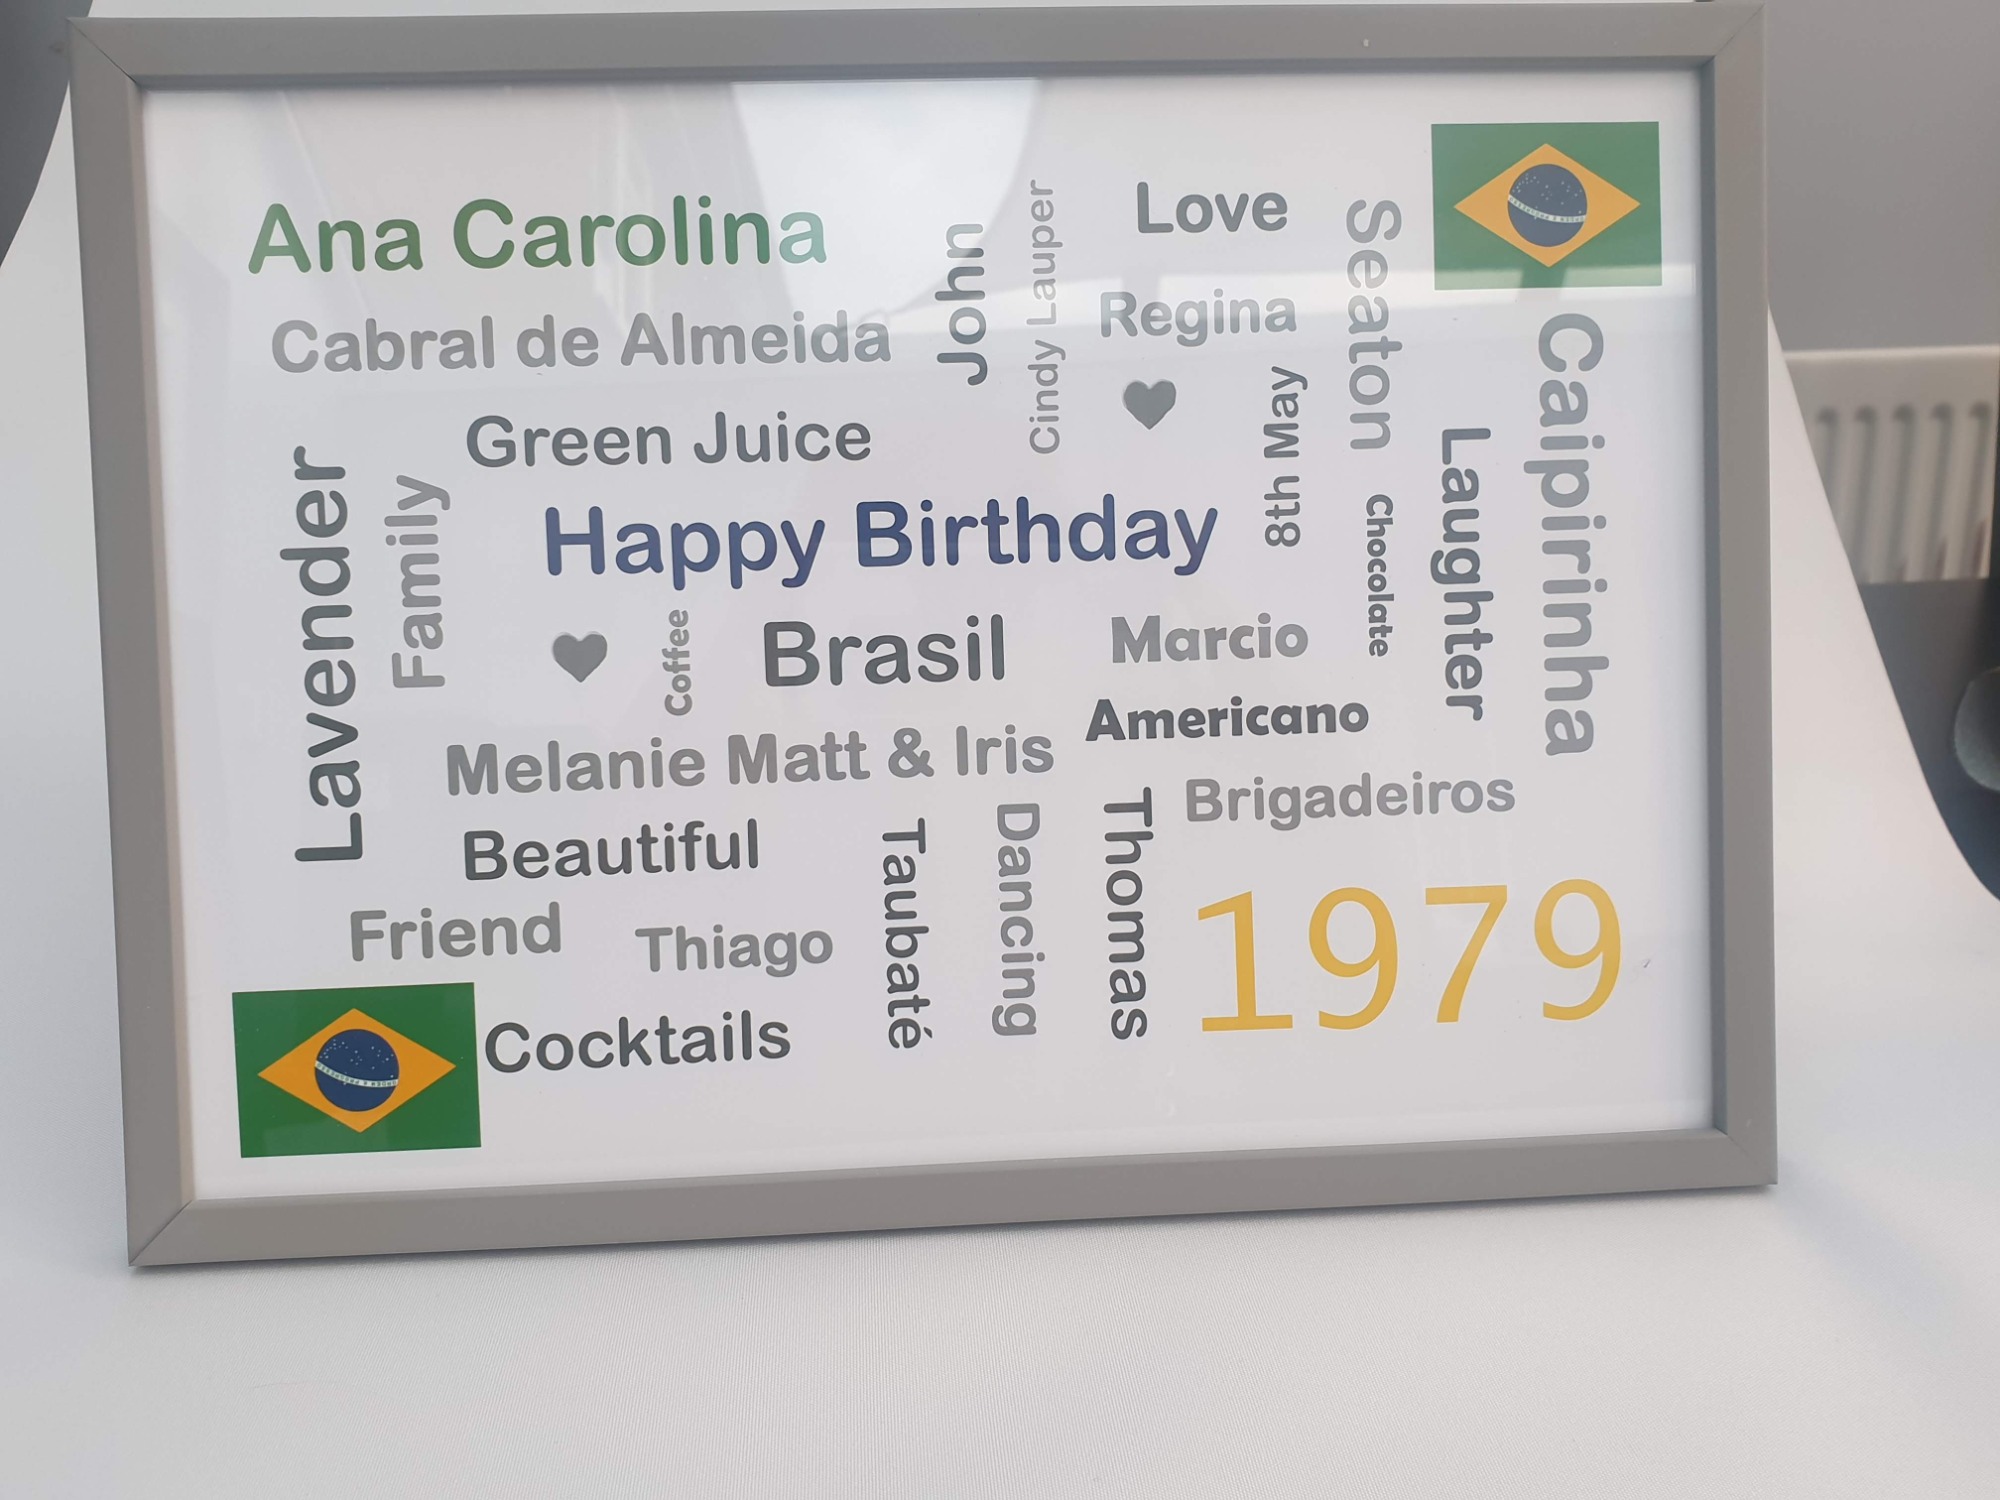 Ana Carolina
Cabral de Almeida
John
Cindy Lauper
Love
Regina
Seaton
Green Juice
8th May
Caipirinha
Lavender
Family
Happy Birthday
Chocolate
Laughter
Coffee
Brasil
Marcio
Americano
Melanie Matt & Iris
Brigadeiros
Beautiful
Taubaté
Dancing
Thomas
Friend
Thiago
1979
Cocktails